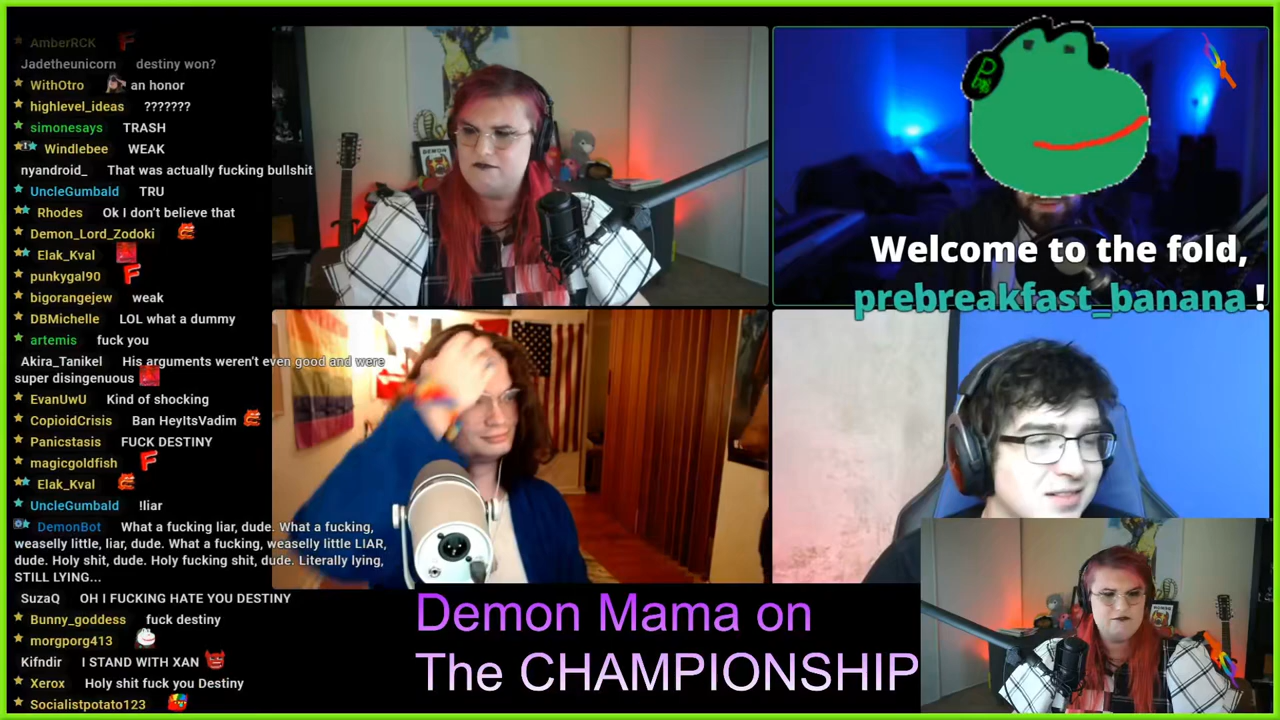 AmberRCK
Jadetheunicorn destiny won?
WithOtro an honor
highlevel_ideas ???????
simonesays TRASH
Windlebee WEAK
nyandroid_ That was actually fucking bullshit
UncleGumbald TRU
Rhodes Ok I don't believe that
Demon_Lord_Zodoki
Elak_Kval
punkygal90 F
bigorangejew weak
DBMichelle LOL what a dummy
artemis fuck you
Akira_Tanikel His arguments weren't even good and were
super disingenuous
EvanUwU Kind of shocking
CopioidCrisis Ban HeyItsVadim
Panicstasis FUCK DESTINY
magicgoldfish F
Elak_Kval
UncleGumbald !liar
DemonBot What a fucking liar, dude. What a fucking,
weaselly little, liar, dude. What a fucking, weaselly little LIAR,
dude. Holy shit, dude. Holy fucking shit, dude. Literally lying,
STILL LYING...
SuzaQ OH I FUCKING HATE YOU DESTINY
Bunny_goddess fuck destiny
morgporg413
Kifndir I STAND WITH XAN
Xerox Holy shit fuck you Destiny
Socialistpotato123
DEMON
Welcome to the fold,
prebreakfast_banana !
Demon Mama on
The CHAMPIONSHIP